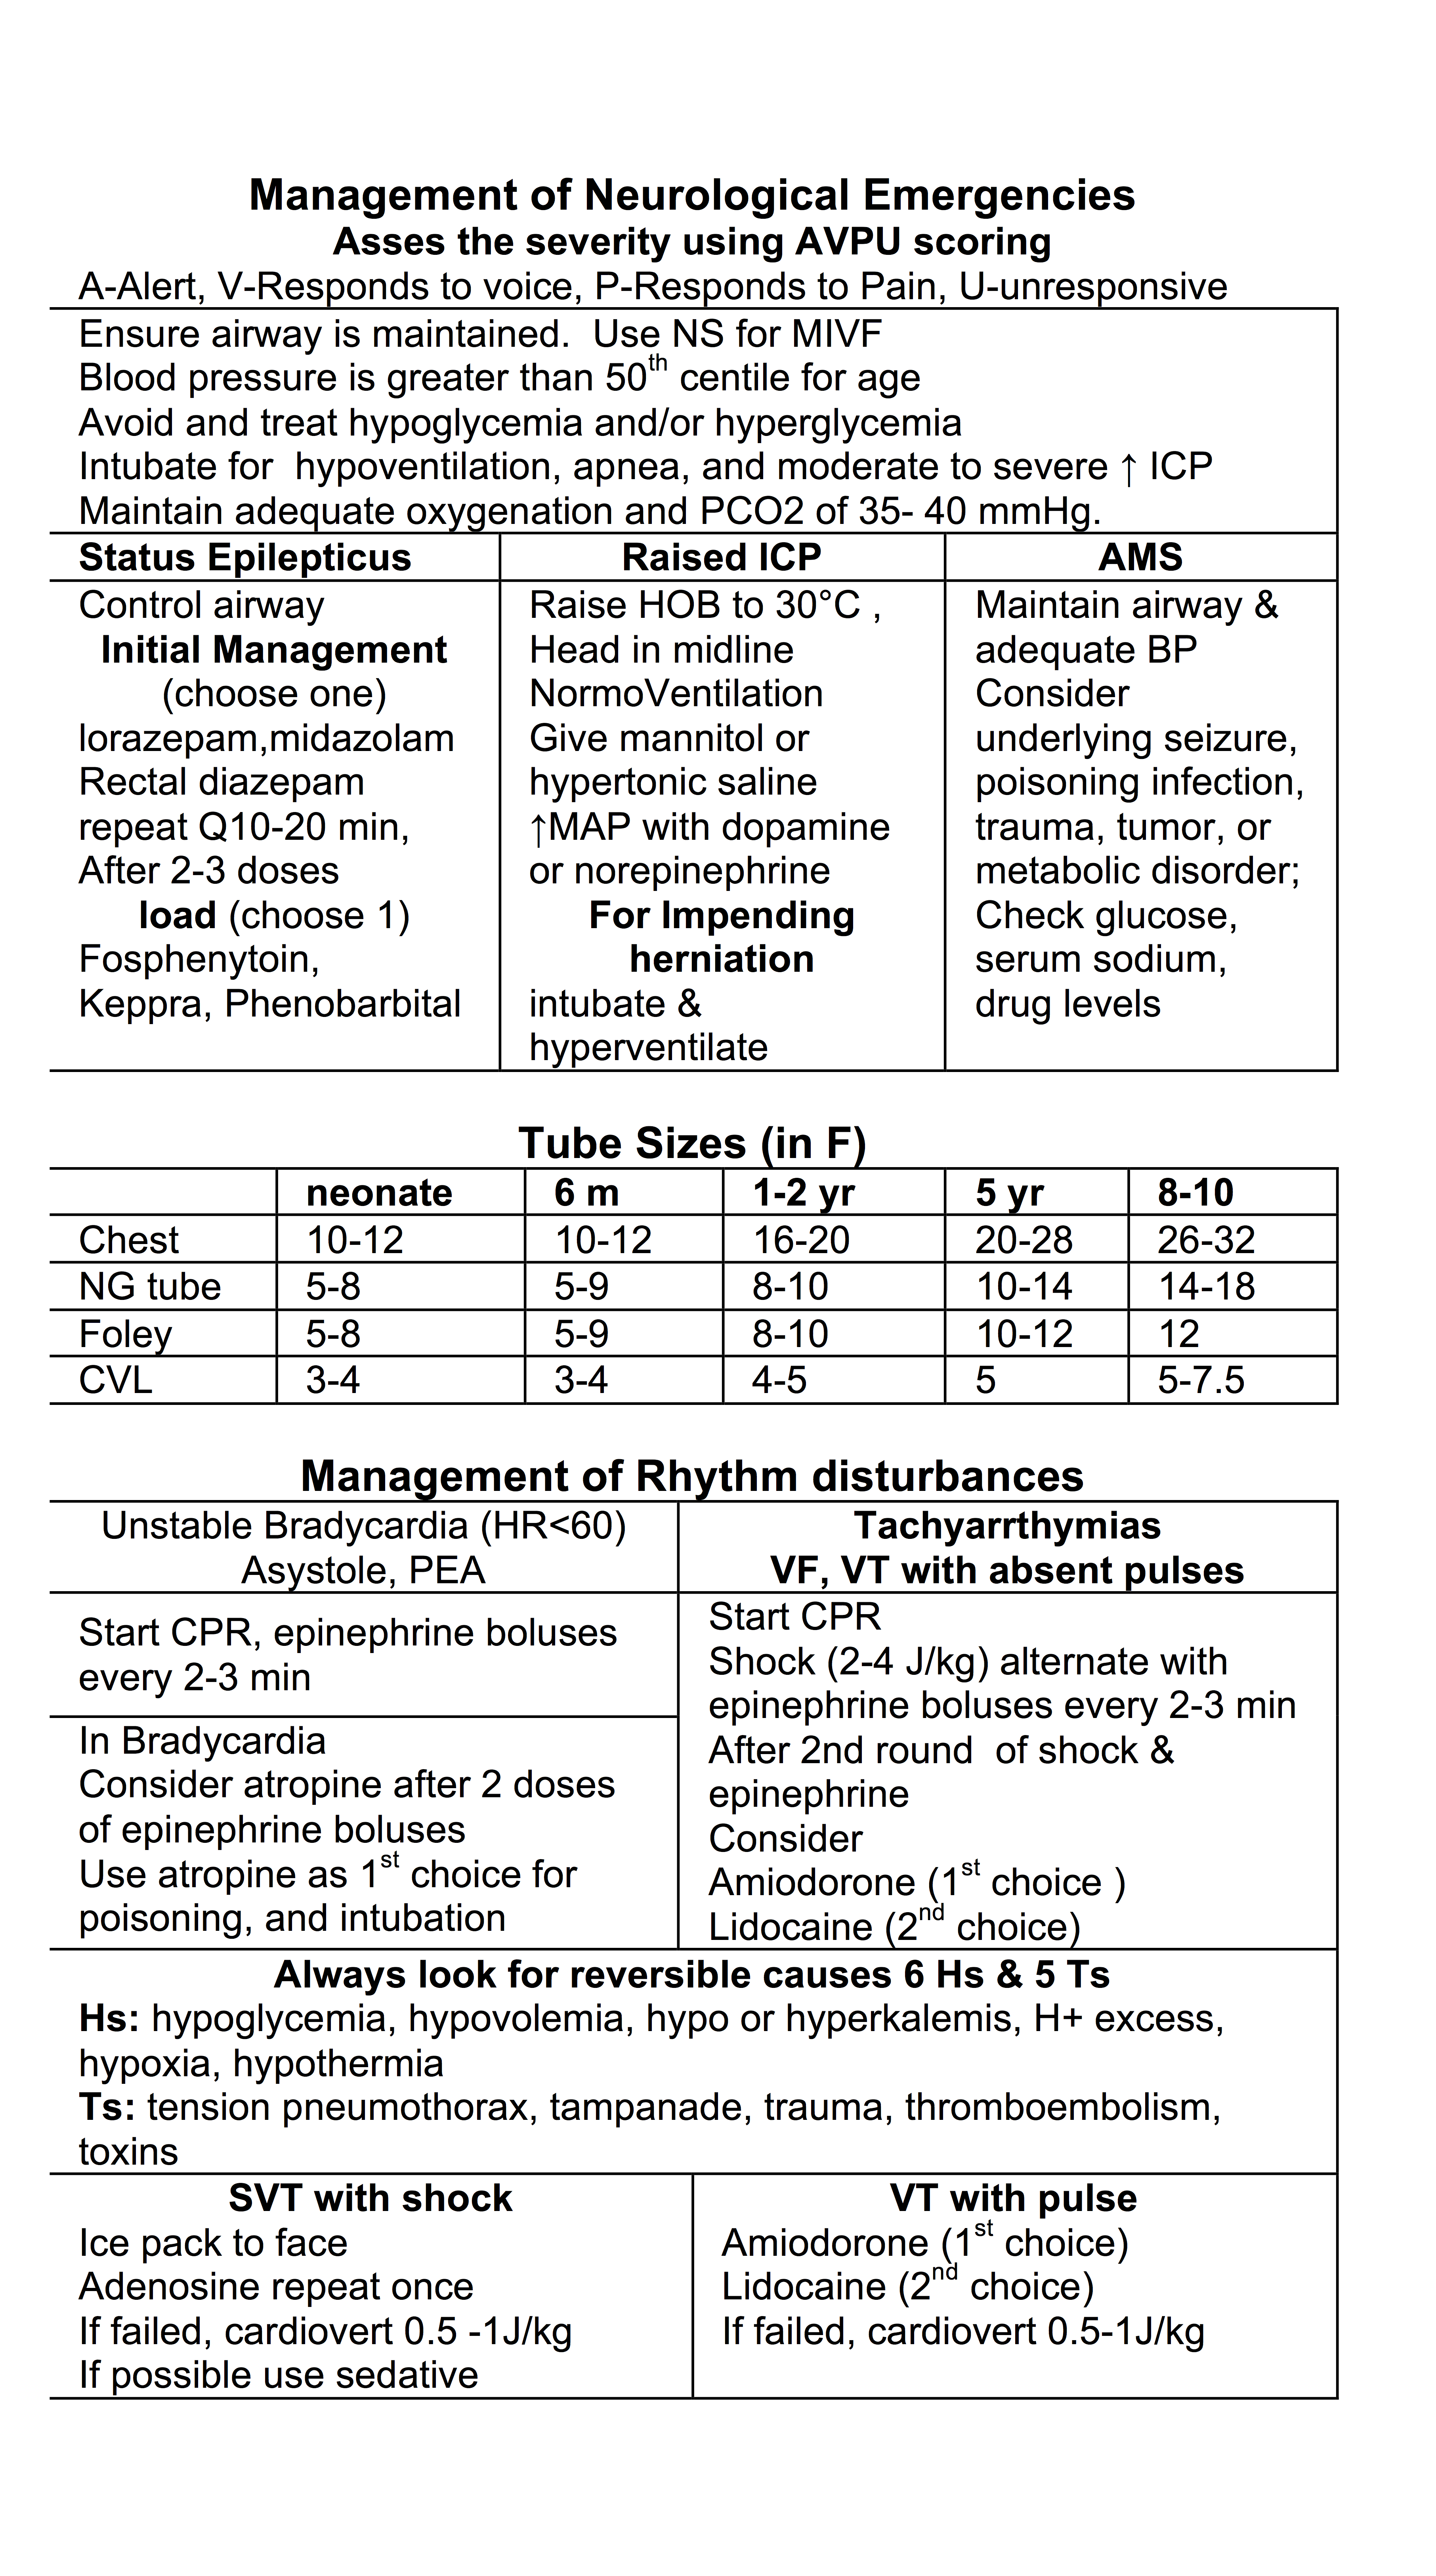 Management of Neurological Emergencies
Asses the severity using AVPU scoring
A-Alert, V-Responds to voice, P-Responds to Pain, U-unresponsive
Ensure airway is maintained.  Use NS for MIVF
Blood pressure is greater than 50th centile for age
Avoid and treat hypoglycemia and/or hyperglycemia
Intubate for  hypoventilation, apnea, and moderate to severe ↑ ICP
Maintain adequate oxygenation and PCO2 of 35- 40 mmHg.
Status Epilepticus
Control airway
Initial Management
(choose one)
lorazepam,midazolam
Rectal diazepam
repeat Q10-20 min,
After 2-3 doses
load (choose 1)
Fosphenytoin,
Keppra, Phenobarbital
Raised ICP
Raise HOB to 30°C ,
Head in midline
NormoVentilation
Give mannitol or
hypertonic saline
↑MAP with dopamine
or norepinephrine
For Impending
herniation
intubate &
hyperventilate
AMS
Maintain airway &
adequate BP
Consider
underlying seizure,
poisoning infection,
trauma, tumor, or
metabolic disorder;
Check glucose,
serum sodium,
drug levels
Tube Sizes (in F)
neonate 6 m 1-2 yr 5 yr 8-10
Chest 10-12 10-12 16-20 20-28 26-32
NG tube 5-8 5-9 8-10 10-14 14-18
Foley 5-8 5-9 8-10 10-12 12
CVL 3-4 3-4 4-5 5 5-7.5
Management of Rhythm disturbances
Unstable Bradycardia (HR<60)
Asystole, PEA
Start CPR, epinephrine boluses
every 2-3 min
In Bradycardia
Consider atropine after 2 doses
of epinephrine boluses
Use atropine as 1st choice for
poisoning, and intubation
Tachyarrthymias
VF, VT with absent pulses
Start CPR
Shock (2-4 J/kg) alternate with
epinephrine boluses every 2-3 min
After 2nd round  of shock &
epinephrine
Consider
Amiodorone (1st choice )
Lidocaine (2nd choice)
Always look for reversible causes 6 Hs & 5 Ts
Hs: hypoglycemia, hypovolemia, hypo or hyperkalemis, H+ excess,
hypoxia, hypothermia
Ts: tension pneumothorax, tampanade, trauma, thromboembolism,
toxins
SVT with shock
Ice pack to face
Adenosine repeat once
If failed, cardiovert 0.5 -1J/kg
If possible use sedative
VT with pulse
Amiodorone (1st choice)
Lidocaine (2nd choice)
If failed, cardiovert 0.5-1J/kg